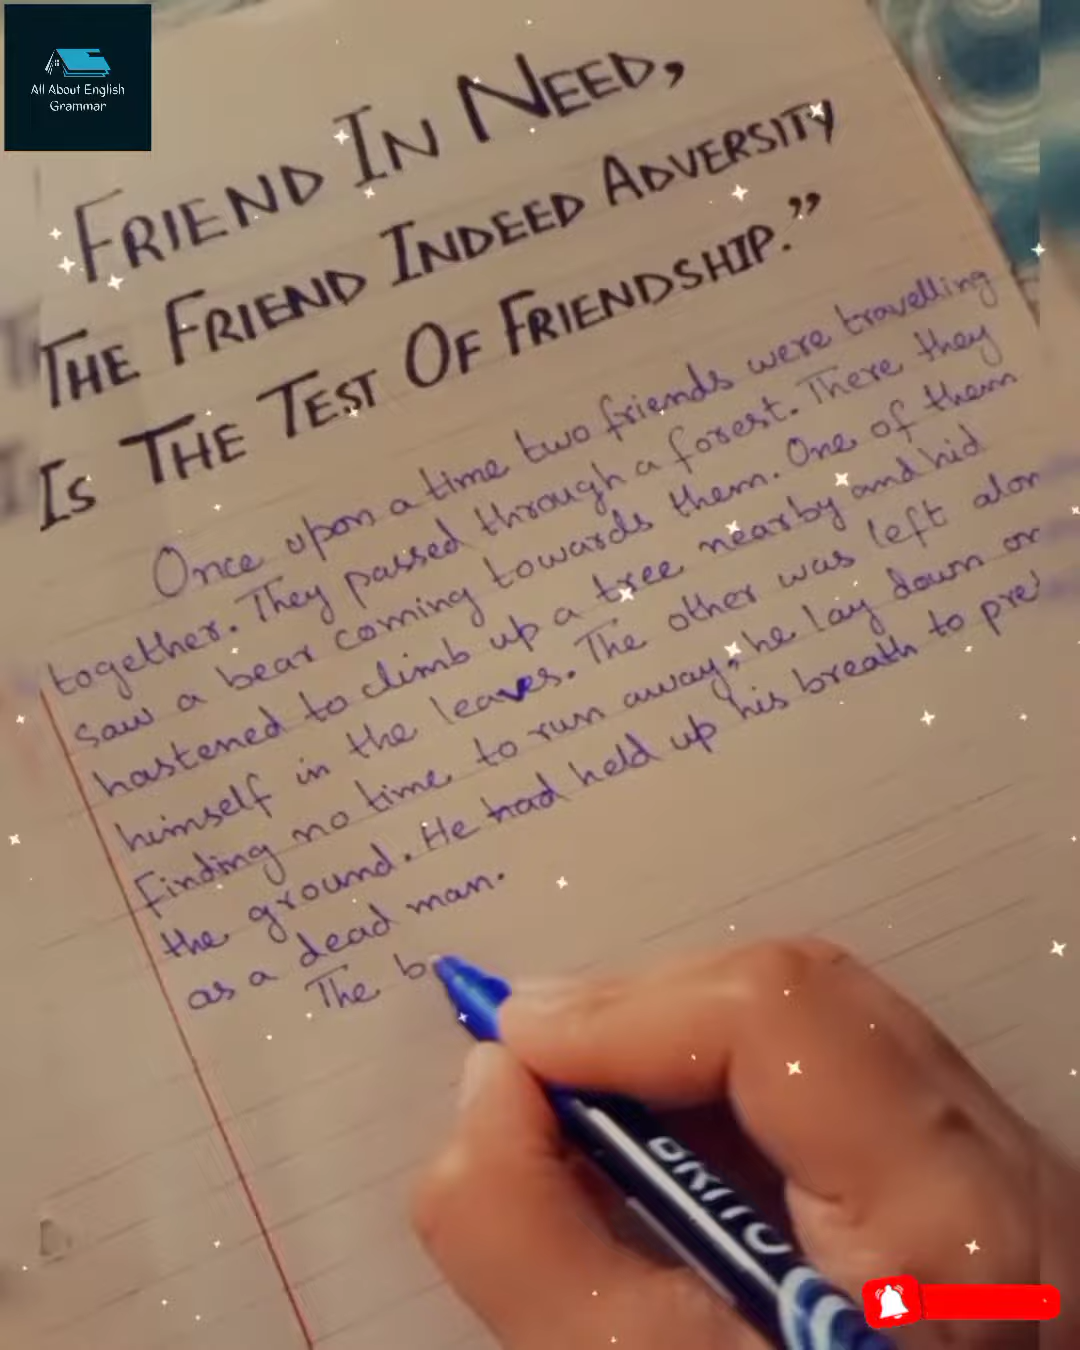 All About English
Grammar
FRIEND IN NEED,
THE FRIEND INDEED ADVERSITY
IS THE TEST OF FRIENDSHIP.”
Once upon a time two friends were travelling
together. They passed through a forest. There they
saw a bear coming towards them. One of them
hastened to climb up a tree nearby and hid
himself in the leaves. The other was left alon
finding no time to run away, he lay down on
the ground. He had held up his breath to pre
as a dead man.
The b
BRITO